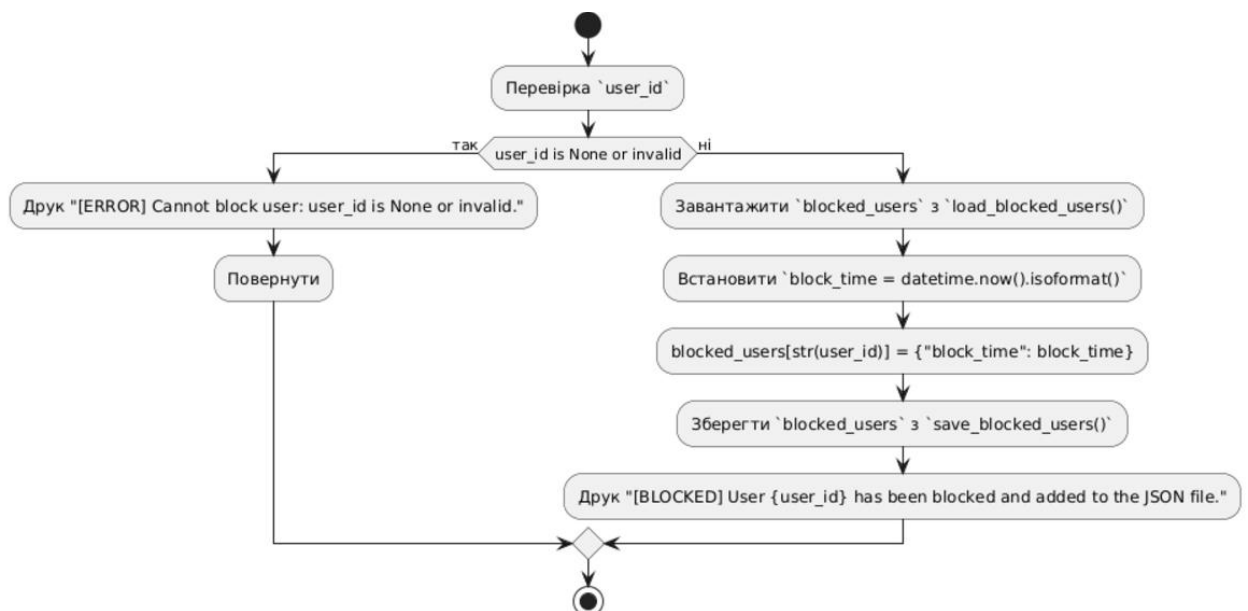 Перевірка `user_id`
так
user_id is None or invalid
ні
Друк "[ERROR] Cannot block user: user_id is None or invalid."
Повернути
Завантажити `blocked_users` з `load_blocked_users()`
Встановити `block_time = datetime.now().isoformat()`
blocked_users[str(user_id)] = {"block_time": block_time}
Зберегти `blocked_users` з `save_blocked_users()`
Друк "[BLOCKED] User {user_id} has been blocked and added to the JSON file."